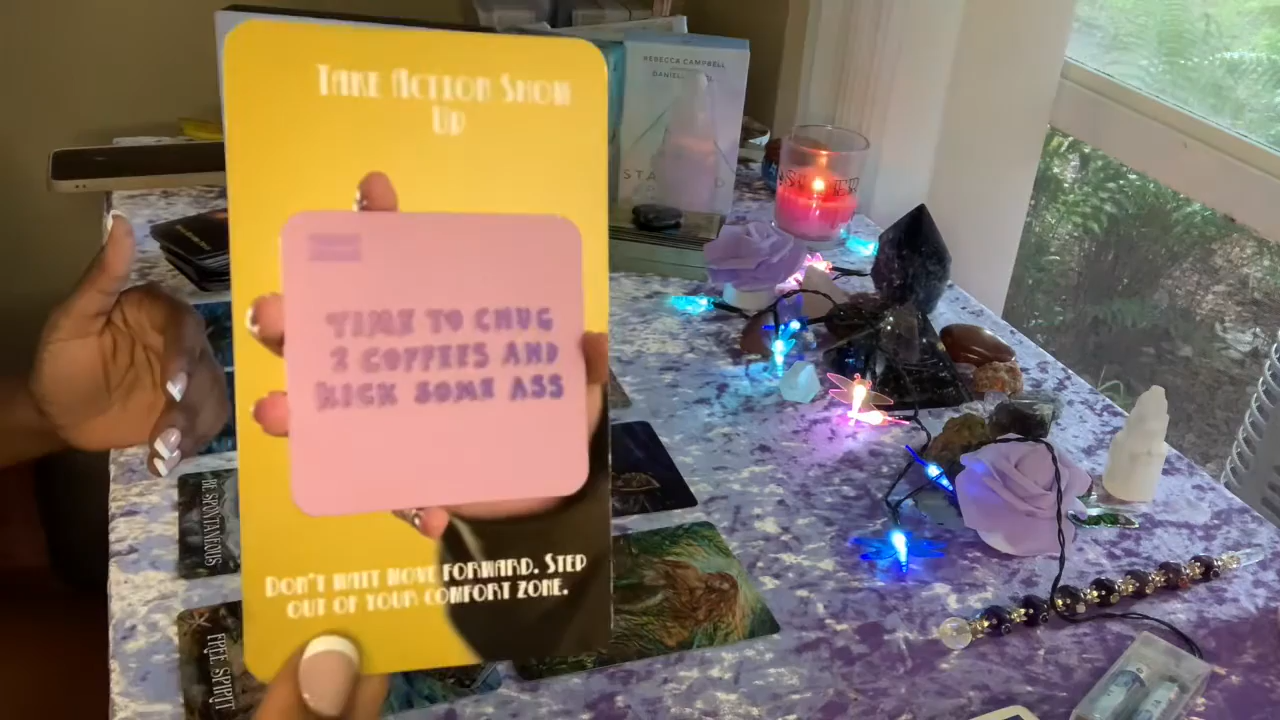 TAKE ACTION SHOW
UP
TIME TO CHUG
2 COFFEES AND
KICK SOME ASS
DON'T WAIT MOVE FORWARD. STEP
OUT OF YOUR COMFORT ZONE.
REBECCA CAMPBELL
BE SPONTANEOUS
FREE SPIRIT